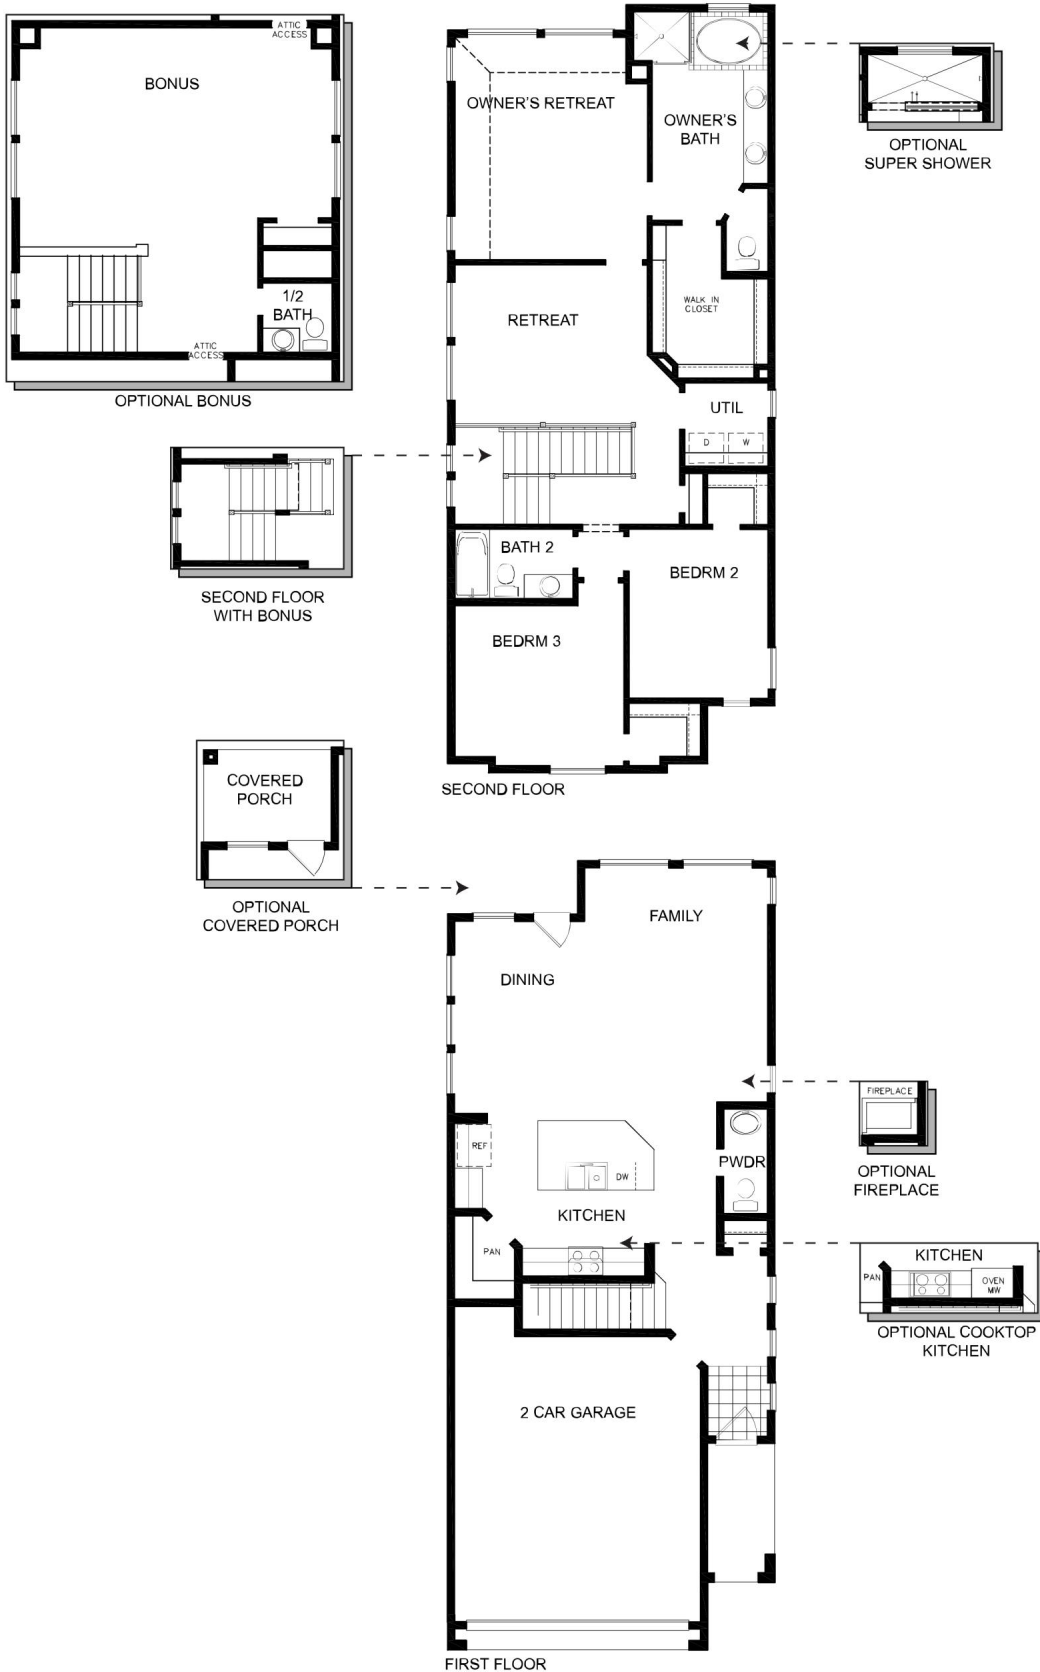 ATTIC
ACCESS
BONUS
1/2
BATH
ATTIC
ACCESS
OPTIONAL BONUS
OWNER'S RETREAT
OWNER'S
BATH
OPTIONAL
SUPER SHOWER
WALK IN
CLOSET
RETREAT
UTIL
D
W
SECOND FLOOR
WITH BONUS
BATH 2
BEDRM 2
BEDRM 3
SECOND FLOOR
COVERED
PORCH
OPTIONAL
COVERED PORCH
FAMILY
DINING
FIREPLACE
OPTIONAL
FIREPLACE
REF
DW
PWDR
KITCHEN
PAN
KITCHEN
PAN
OVEN
MW
OPTIONAL COOKTOP
KITCHEN
2 CAR GARAGE
FIRST FLOOR